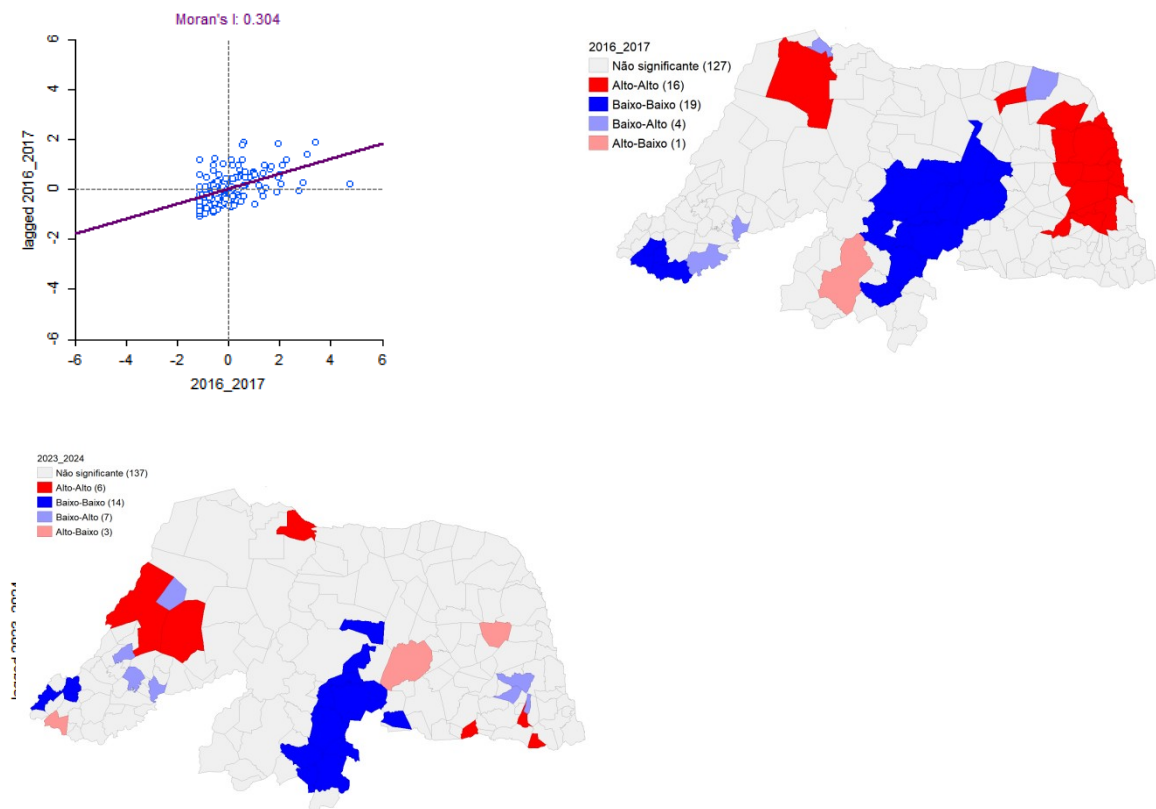 Moran's I: 0.304
6
4
2
0
-2
-4
-6
lagged 2016_2017
-6 -4 -2 0 2 4 6
2016_2017
2016_2017
Não significante (127)
Alto-Alto (16)
Baixo-Baixo (19)
Baixo-Alto (4)
Alto-Baixo (1)
2023_2024
Não significante (137)
Alto-Alto (6)
Baixo-Baixo (14)
Baixo-Alto (7)
Alto-Baixo (3)